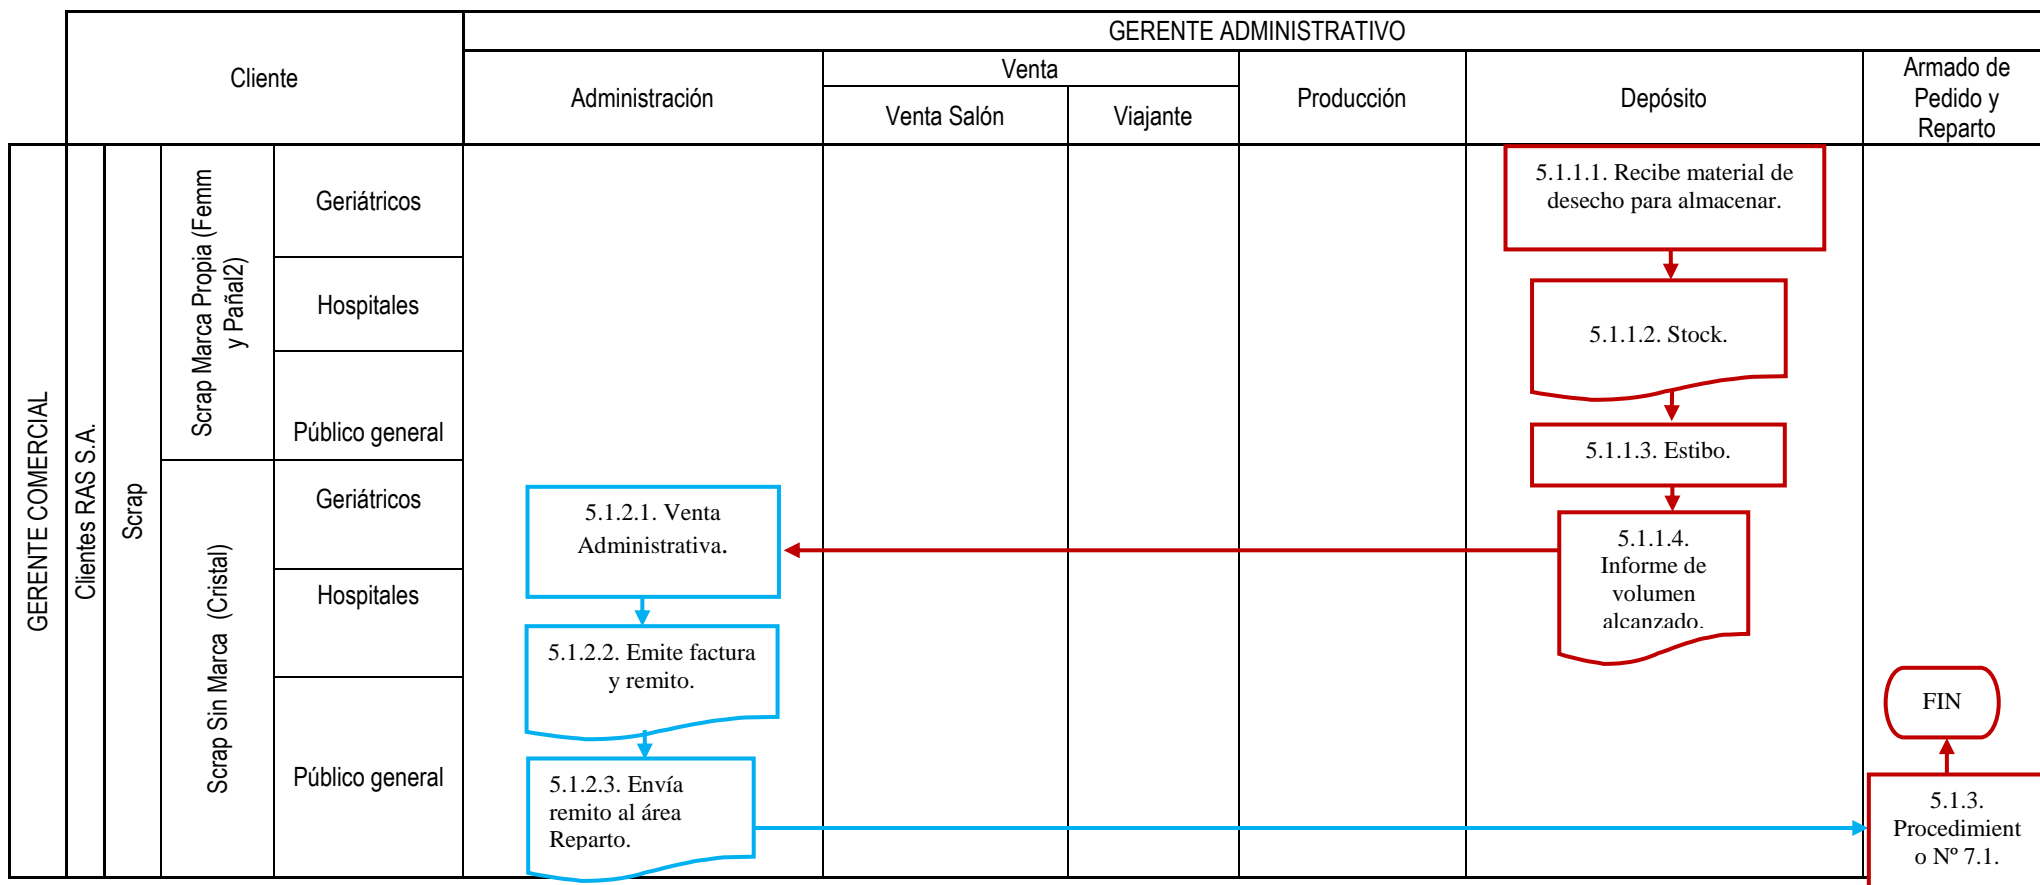 GERENTE ADMINISTRATIVO
Cliente
Administración
Venta
Venta Salón
Viajante
Producción
Depósito
Armado de
Pedido y
Reparto
GERENTE COMERCIAL
Clientes RAS S.A.
Scrap
Scrap Marca Propia (Femm
y Pañal2)
Geriátricos
Hospitales
Público general
Scrap Sin Marca (Cristal)
Geriátricos
Hospitales
Público general
5.1.1.1. Recibe material de
desecho para almacenar.
5.1.1.2. Stock.
5.1.1.3. Estibo.
5.1.1.4.
Informe de
volumen
alcanzado.
5.1.2.1. Venta
Administrativa.
5.1.2.2. Emite factura
y remito.
5.1.2.3. Envía
remito al área
Reparto.
5.1.3.
Procedimient
o Nº 7.1.
FIN